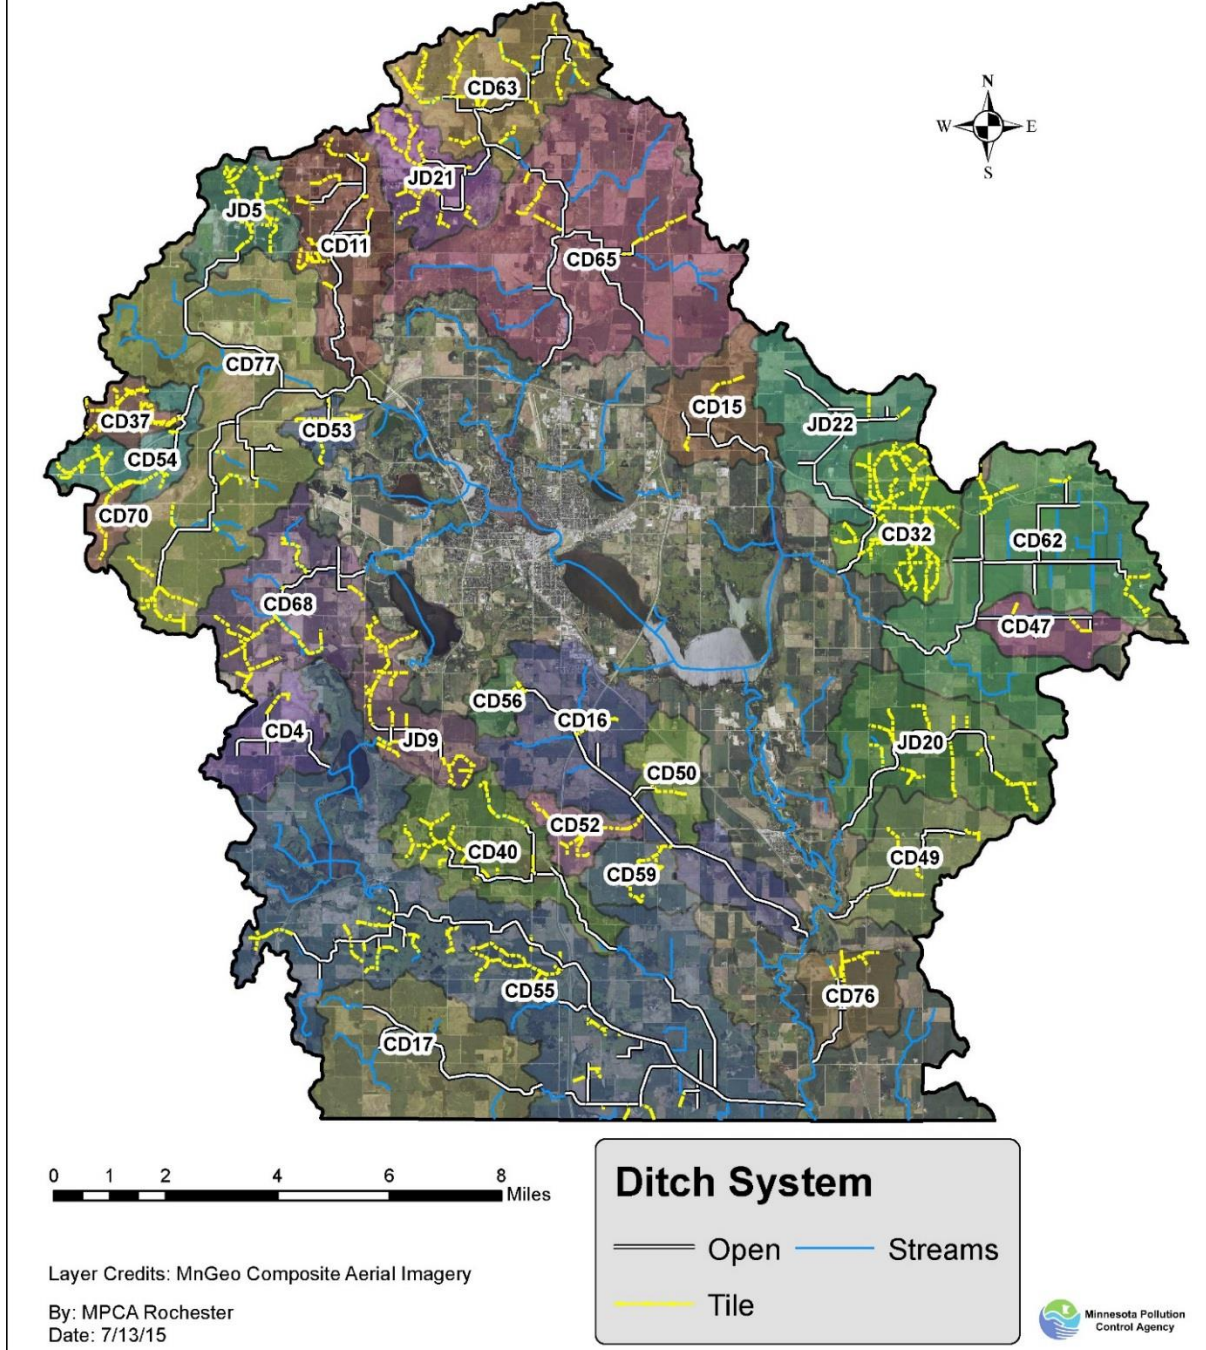 CD63
N
W E
S
JD21
JD5
CD11
CD65
CD77
CD37
CD53
CD15
JD22
CD54
CD70
CD32
CD62
CD68
CD47
CD56
CD16
CD4
JD9
JD20
CD50
CD52
CD40
CD49
CD59
CD55
CD76
CD17
0 1 2 4 6 8
Miles
Ditch System
Open Streams
Tile
Layer Credits: MnGeo Composite Aerial Imagery
By: MPCA Rochester
Date: 7/13/15
Minnesota Pollution
Control Agency